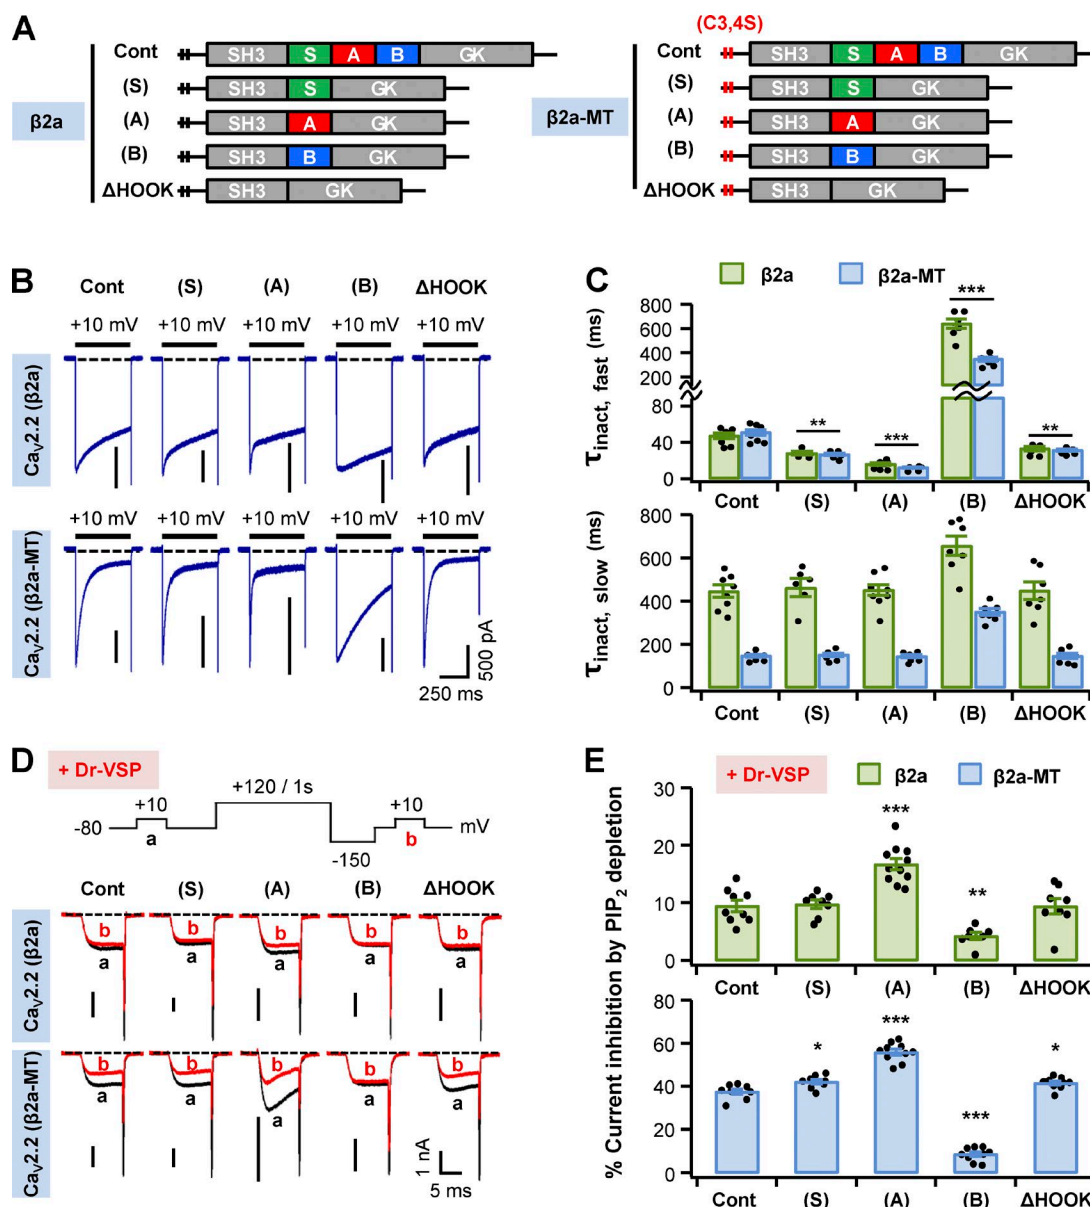 A
β2a
Cont SH3 S A B GK
(S) SH3 S GK
(A) SH3 A GK
(B) SH3 B GK
ΔHOOK SH3 GK
β2a-MT
(C3,4S)
Cont SH3 S A B GK
(S) SH3 S GK
(A) SH3 A GK
(B) SH3 B GK
ΔHOOK SH3 GK
B
Cont (S) (A) (B) ΔHOOK
+10 mV +10 mV +10 mV +10 mV +10 mV
CaV2.2 (β2a)
+10 mV +10 mV +10 mV +10 mV +10 mV
CaV2.2 (β2a-MT)
500 pA
250 ms
C
β2a β2a-MT
τinact, fast (ms)
800
600
400
200
80
40
0
** *** *** **
Cont (S) (A) (B) ΔHOOK
τinact, slow (ms)
800
600
400
200
0
Cont (S) (A) (B) ΔHOOK
D
+ Dr-VSP
+120 / 1s
+10 +10
-80 mV
a b
-150
Cont (S) (A) (B) ΔHOOK
CaV2.2 (β2a)
b b b b b
a a a a a
CaV2.2 (β2a-MT)
b b b b b
a a a a a
1 nA
5 ms
E
+ Dr-VSP β2a β2a-MT
% Current inhibition by PIP2 depletion
30
20
10
0
*** **
Cont (S) (A) (B) ΔHOOK
60
40
20
0
* *** *** *
Cont (S) (A) (B) ΔHOOK